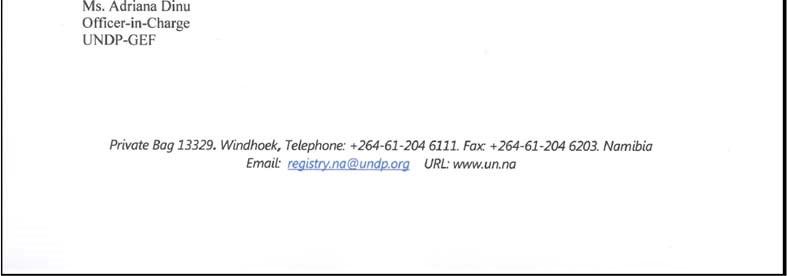 Ms. Adriana Dinu
Officer-in-Charge
UNDP-GEF
Private Bag 13329. Windhoek, Telephone: +264-61-204 6111. Fax: +264-61-204 6203. Namibia
Email: registry.na@undp.org URL: www.un.na